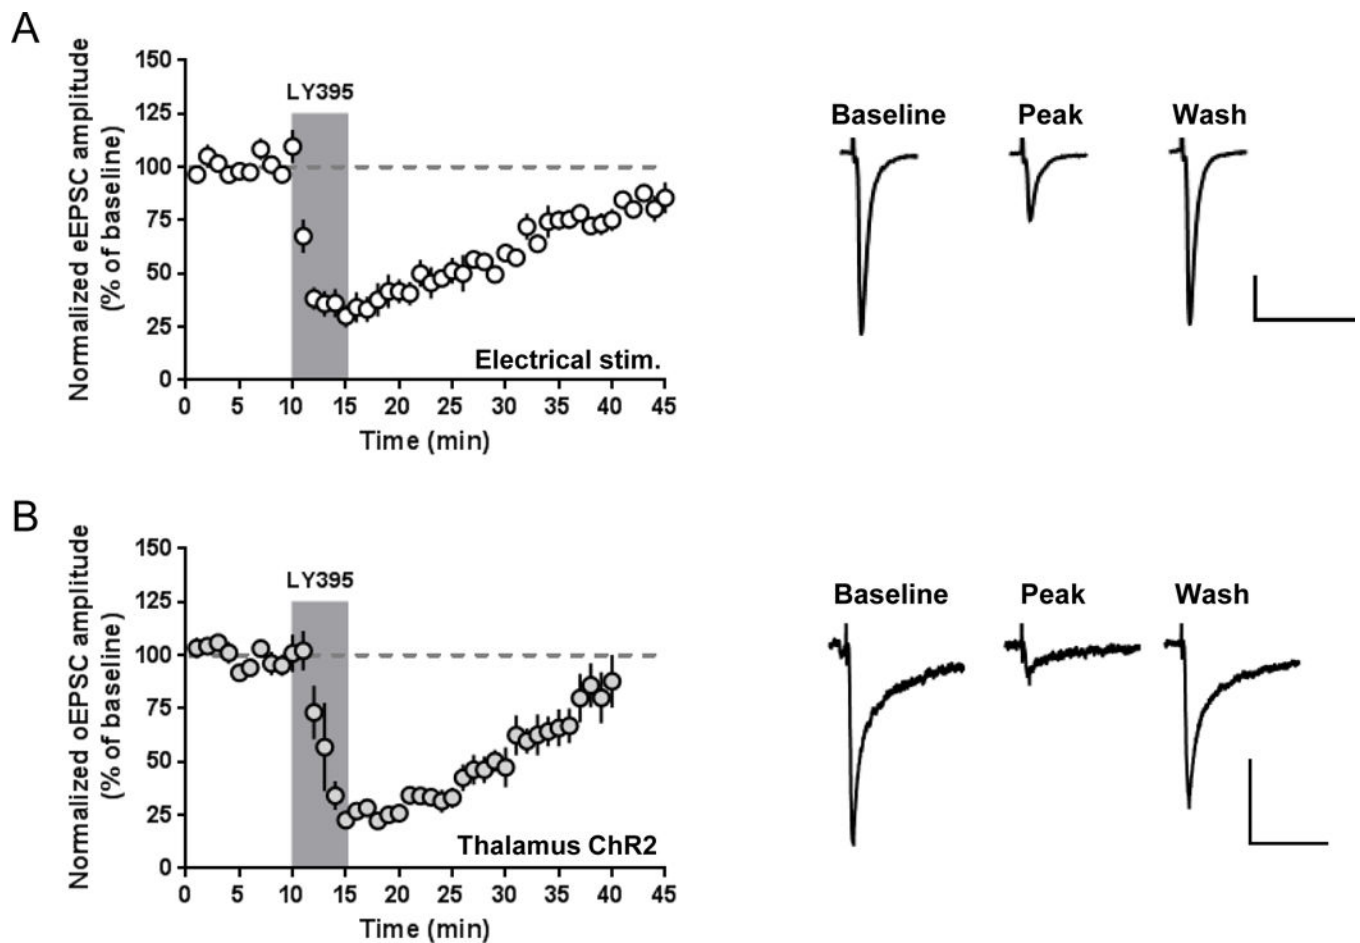 A
Normalized eEPSC amplitude
(% of baseline)
150
125
100
75
50
25
0
LY395
Electrical stim.
0 5 10 15 20 25 30 35 40 45
Time (min)
Baseline Peak Wash
B
Normalized oEPSC amplitude
(% of baseline)
150
125
100
75
50
25
0
LY395
Thalamus ChR2
0 5 10 15 20 25 30 35 40 45
Time (min)
Baseline Peak Wash